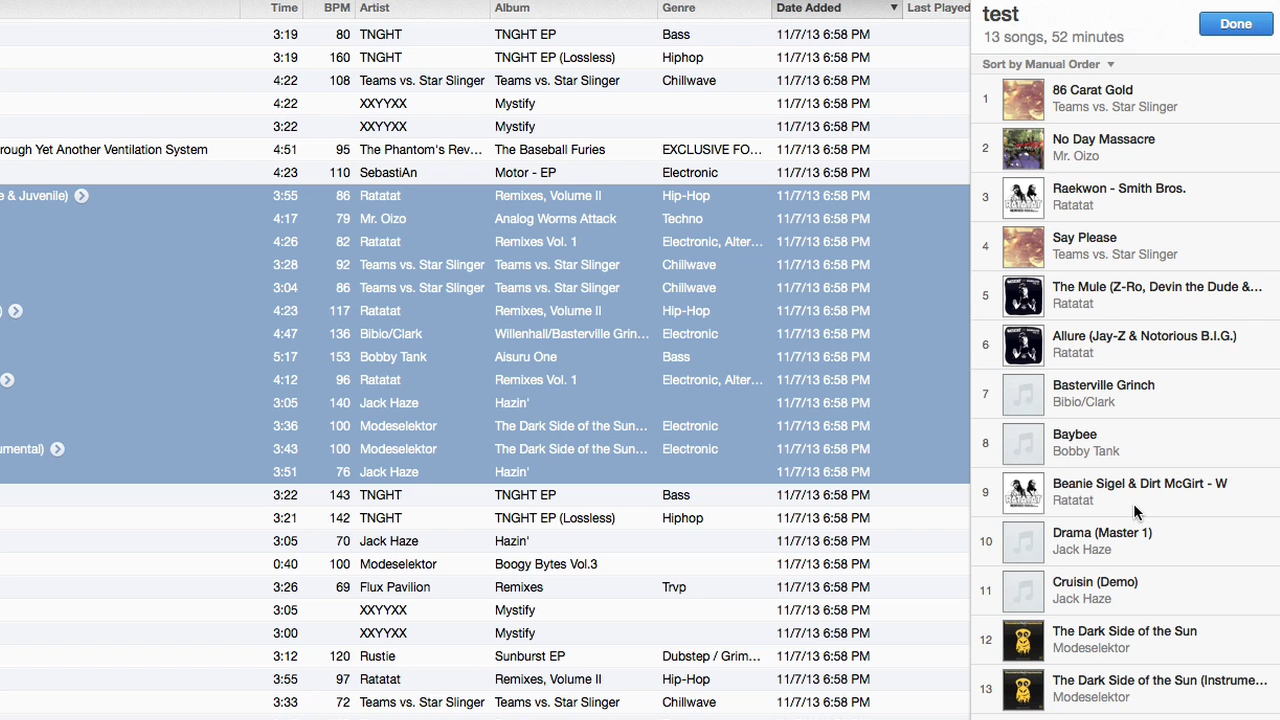 Time BPM Artist Album Genre Date Added Last Played
3:19 80 TNGHT TNGHT EP Bass 11/7/13 6:58 PM
3:19 160 TNGHT TNGHT EP (Lossless) Hiphop 11/7/13 6:58 PM
4:22 100 Teams vs. Star Slinger Teams vs. Star Slinger Chillwave 11/7/13 6:58 PM
4:22 XXYYXX Mystify 11/7/13 6:58 PM
3:22 XXYYXX Mystify 11/7/13 6:58 PM
rough Yet Another Ventilation System 4:51 The Phantom's Rev... The Baseball Furies EXCLUSIVE FO... 11/7/13 6:58 PM
4:23 110 SebastiAn Motor - EP Electronic 11/7/13 6:58 PM
e & Juvenile) 3:55 86 Ratatat Remixes, Volume II Hip-Hop 11/7/13 6:58 PM
4:17 79 Mr. Oizo Analog Worms Attack Techno 11/7/13 6:58 PM
4:26 82 Ratatat Remixes Vol. 1 Electronic, Alter... 11/7/13 6:58 PM
3:28 92 Teams vs. Star Slinger Teams vs. Star Slinger Chillwave 11/7/13 6:58 PM
3:04 86 Teams vs. Star Slinger Teams vs. Star Slinger Chillwave 11/7/13 6:58 PM
) 4:23 117 Ratatat Remixes, Volume II Hip-Hop 11/7/13 6:58 PM
4:47 136 Bibio/Clark Willenhall/Basterville Grin... Electronic 11/7/13 6:58 PM
5:17 153 Bobby Tank Aisuru One Bass 11/7/13 6:58 PM
4:12 96 Ratatat Remixes Vol. 1 Electronic, Alter... 11/7/13 6:58 PM
3:05 140 Jack Haze Hazin' 11/7/13 6:58 PM
3:36 100 Modeselektor The Dark Side of the Sun... Electronic 11/7/13 6:58 PM
umental) 3:43 100 Modeselektor The Dark Side of the Sun... Electronic 11/7/13 6:58 PM
3:51 76 Jack Haze Hazin' 11/7/13 6:58 PM
3:22 143 TNGHT TNGHT EP Bass 11/7/13 6:58 PM
3:21 42 TNGHT TNGHT EP (Lossless) Hiphop 11/7/13 6:58 PM
3:05 70 Jack Haze Hazin' 11/7/13 6:58 PM
0:40 100 Modeselektor Boogy Bytes Vol.3 11/7/13 6:58 PM
3:26 69 Flux Pavilion Remixes Trvp 11/7/13 6:58 PM
3:05 XXYYXX Mystify 11/7/13 6:58 PM
3:00 XXYYXX Mystify 11/7/13 6:58 PM
3:12 70 Rustie Sunburst EP Dubstep / Grim... 11/7/13 6:58 PM
3:55 87 Ratatat Remixes, Volume II Hip-Hop 11/7/13 6:58 PM
3:33 72 Teams vs. Star Slinger Teams vs. Star Slinger Chillwave 11/7/13 6:58 PM
test
Done
13 songs, 52 minutes
Sort by Manual Order
1 86 Carat Gold
Teams vs. Star Slinger
2 No Day Massacre
Mr. Oizo
3 Raekwon - Smith Bros.
Ratatat
4 Say Please
Teams vs. Star Slinger
5 The Mule (Z-Ro, Devin the Dude &...
Ratatat
6 Allure (Jay-Z & Notorious B.I.G.)
Ratatat
7 Basterville Grinch
Bibio/Clark
8 Baybee
Bobby Tank
9 Beanie Sigel & Dirt McGirt - W
Ratatat
10 Drama (Master 1)
Jack Haze
11 Cruisin (Demo)
Jack Haze
12 The Dark Side of the Sun
Modeselektor
13 The Dark Side of the Sun (Instrume...
Modeselektor